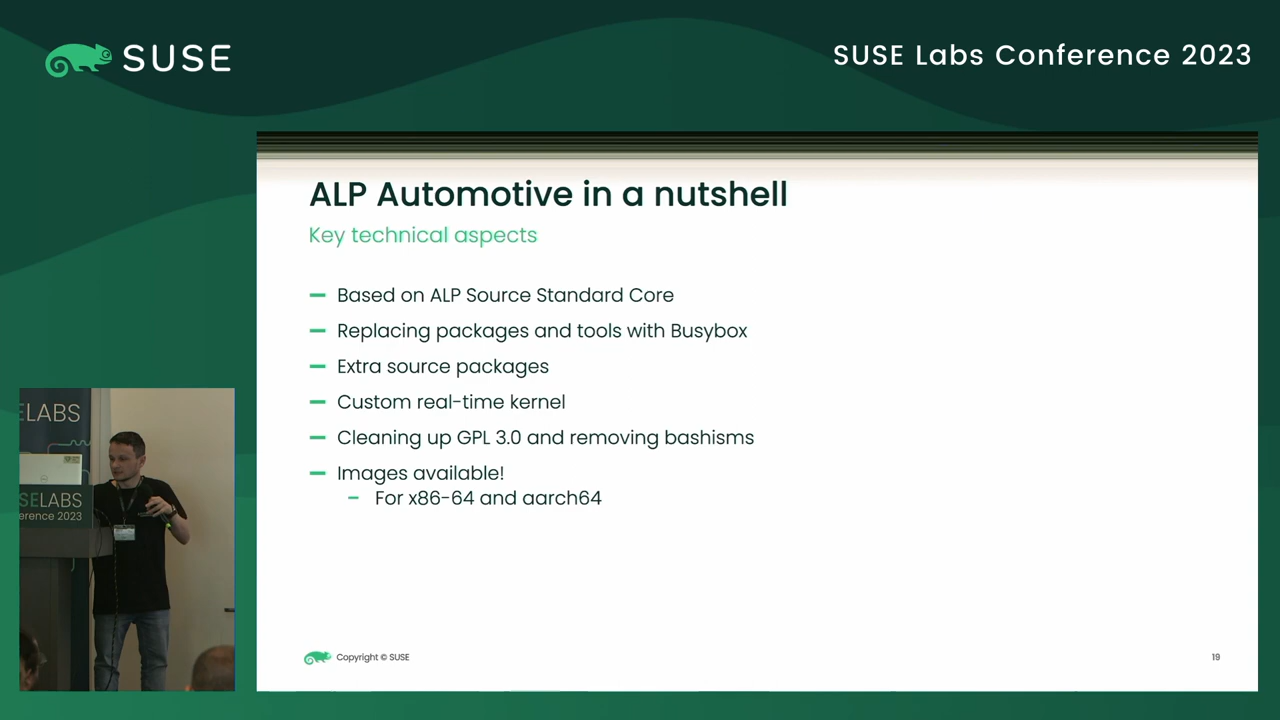 SUSE
SUSE Labs Conference 2023
ALP Automotive in a nutshell
Key technical aspects
Based on ALP Source Standard Core
Replacing packages and tools with Busybox
Extra source packages
Custom real-time kernel
Cleaning up GPL 3.0 and removing bashisms
Images available!
For x86-64 and aarch64
Copyright © SUSE
19
ELABS
SELABS
erence 2023